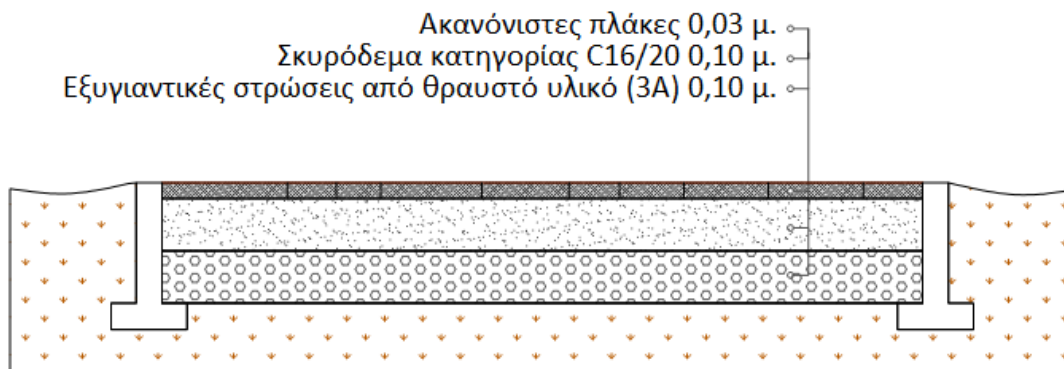 Ακανόνιστες πλάκες 0,03 μ.
Σκυρόδεμα κατηγορίας C16/20 0,10 μ.
Εξυγιαντικές στρώσεις από θραυστό υλικό (3Α) 0,10 μ.